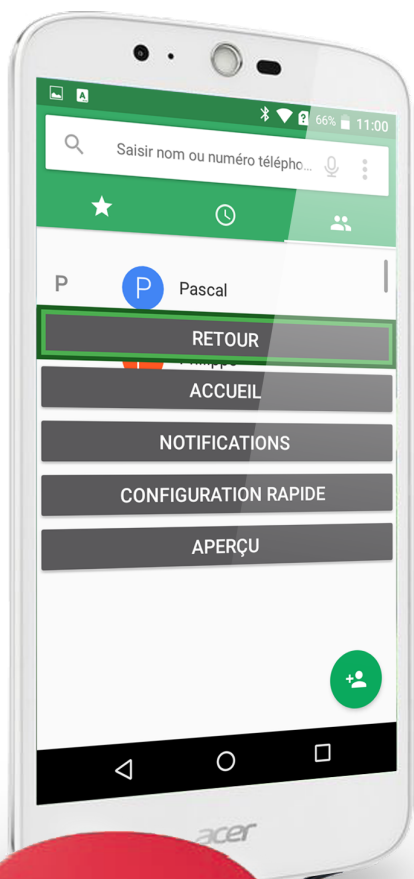 66% 11:00
Saisir nom ou numéro télépho...
P P Pascal
RETOUR
ACCUEIL
NOTIFICATIONS
CONFIGURATION RAPIDE
APERÇU
acer